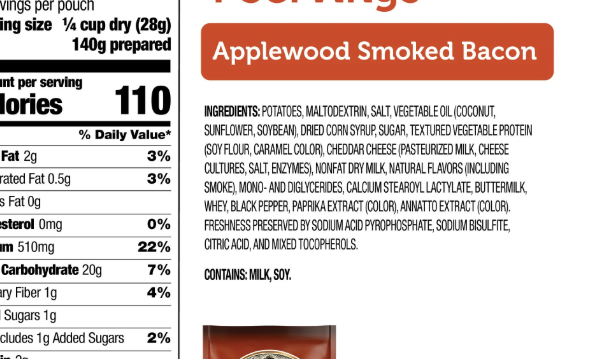 vings per pouch
ing size ¼ cup dry (28g)
140g prepared
unt per serving
lories 110
% Daily Value*
Fat 2g 3%
rated Fat 0.5g 3%
s Fat 0g
sterol 0mg 0%
um 510mg 22%
Carbohydrate 20g 7%
ary Fiber 1g 4%
l Sugars 1g
cludes 1g Added Sugars 2%
Applewood Smoked Bacon
INGREDIENTS: POTATOES, MALTODEXTRIN, SALT, VEGETABLE OIL (COCONUT,
SUNFLOWER, SOYBEAN), DRIED CORN SYRUP, SUGAR, TEXTURED VEGETABLE PROTEIN
(SOY FLOUR, CARAMEL COLOR), CHEDDAR CHEESE (PASTEURIZED MILK, CHEESE
CULTURES, SALT, ENZYMES), NONFAT DRY MILK, NATURAL FLAVORS (INCLUDING
SMOKE), MONO- AND DIGLYCERIDES, CALCIUM STEAROYL LACTYLATE, BUTTERMILK,
WHEY, BLACK PEPPER, PAPRIKA EXTRACT (COLOR), ANNATTO EXTRACT (COLOR).
FRESHNESS PRESERVED BY SODIUM ACID PYROPHOSPHATE, SODIUM BISULFITE,
CITRIC ACID, AND MIXED TOCOPHEROLS.
CONTAINS: MILK, SOY.